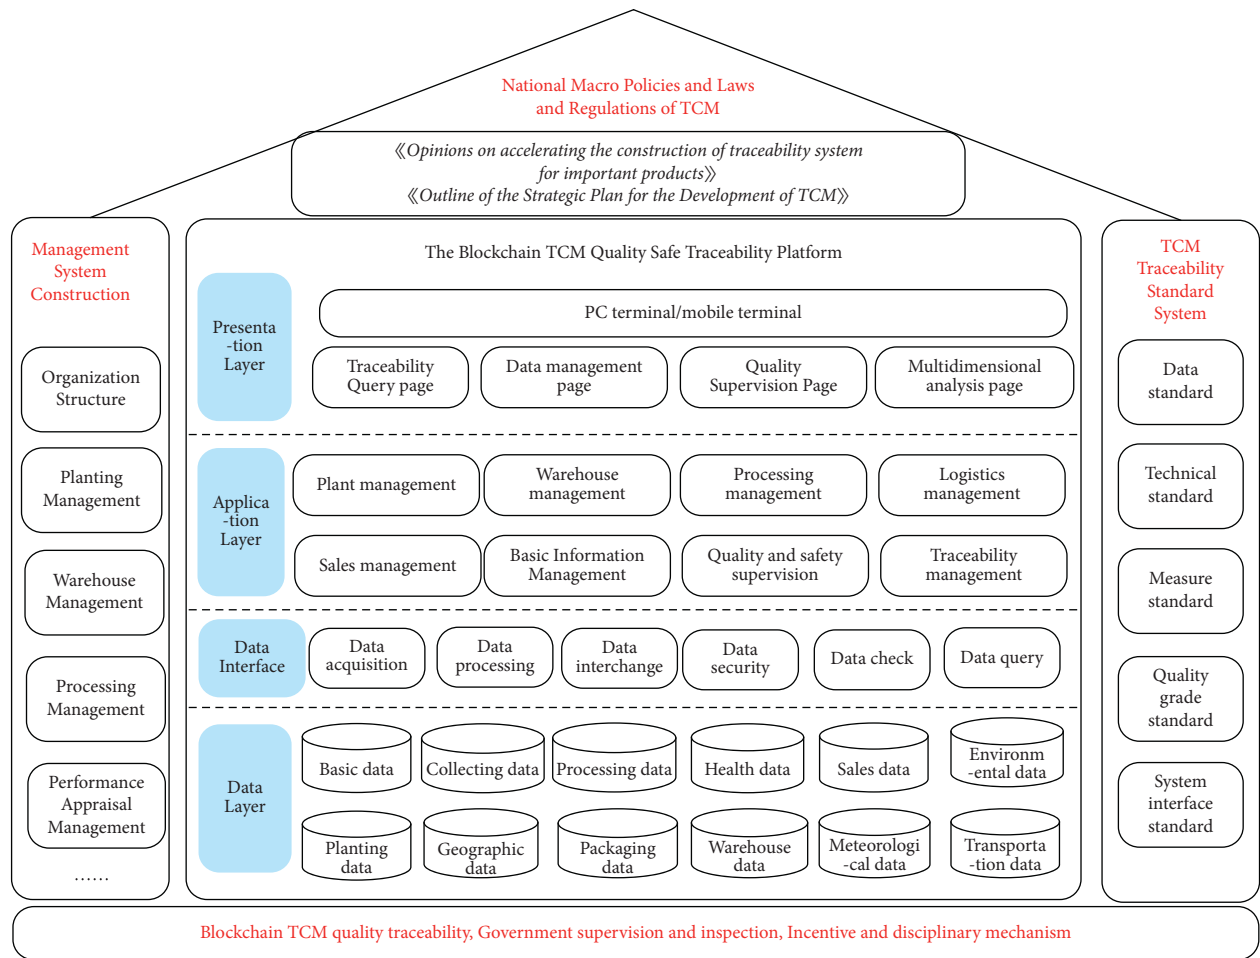 National Macro Policies and Laws
and Regulations of TCM
《Opinions on accelerating the construction of traceability system
for important products》
《Outline of the Strategic Plan for the Development of TCM》
Management
System
Construction
Organization
Structure
Planting
Management
Warehouse
Management
Processing
Management
Performance
Appraisal
Management
......
The Blockchain TCM Quality Safe Traceability Platform
Presenta
-tion
Layer
PC terminal/mobile terminal
Traceability
Query page
Data management
page
Quality
Supervision Page
Multidimensional
analysis page
Applica
-tion
Layer
Plant management
Warehouse
management
Processing
management
Logistics
management
Sales management
Basic Information
Management
Quality and safety
supervision
Traceability
management
Data
Interface
Data
acquisition
Data
processing
Data
interchange
Data
security
Data check
Data query
Data
Layer
Basic data
Collecting data
Processing data
Health data
Sales data
Environm
-ental data
Planting
data
Geographic
data
Packaging
data
Warehouse
data
Meteorologi
-cal data
Transporta
-tion data
TCM
Traceability
Standard
System
Data
standard
Technical
standard
Measure
standard
Quality
grade
standard
System
interface
standard
Blockchain TCM quality traceability, Government supervision and inspection, Incentive and disciplinary mechanism